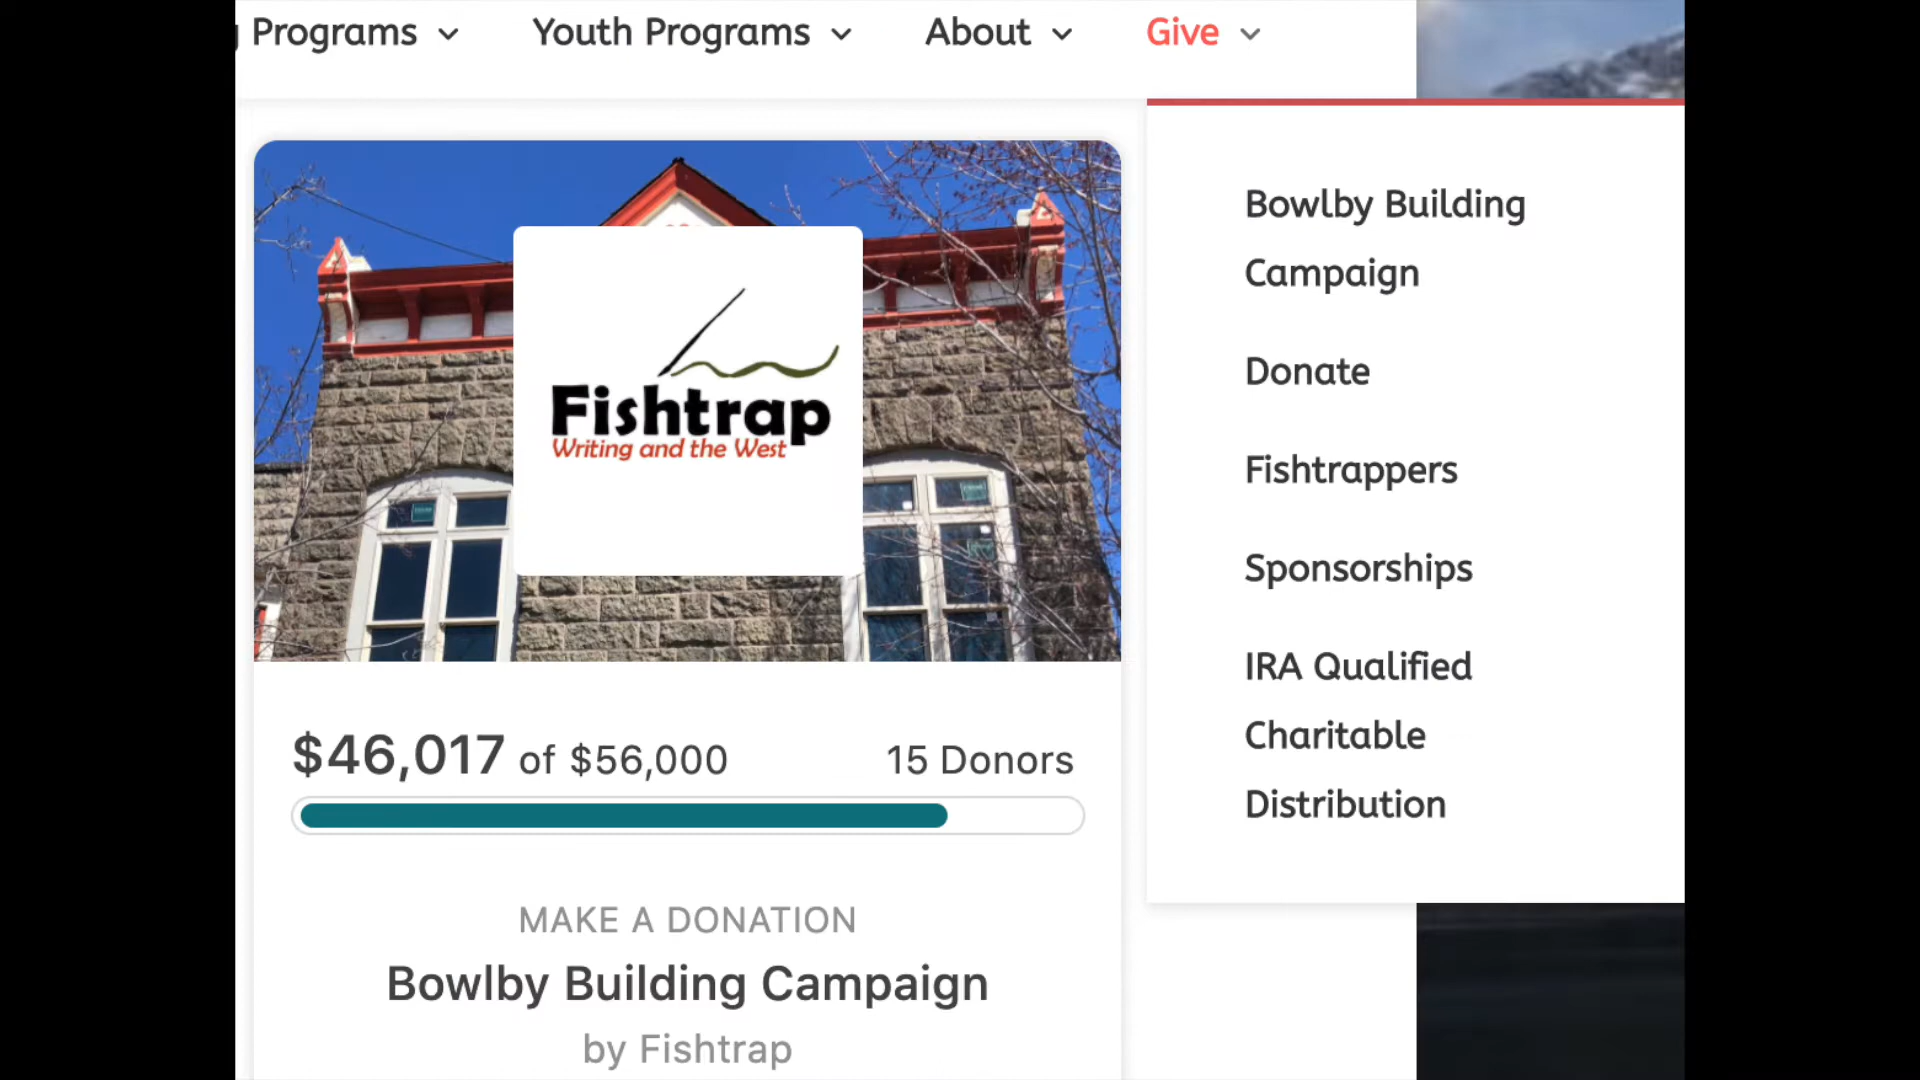 Programs
Youth Programs
About
Give
Fishtrap
Writing and the West
$46,017 of $56,000
15 Donors
MAKE A DONATION
Bowlby Building Campaign
by Fishtrap
Bowlby Building
Campaign
Donate
Fishtrappers
Sponsorships
IRA Qualified
Charitable
Distribution